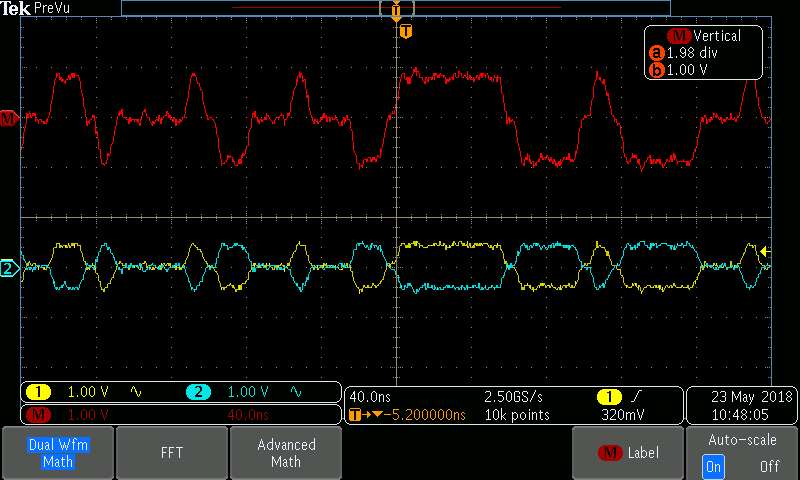 Tek PreVu
T
T
M Vertical
a 1.98 div
b 1.00 V
M
2
1 1.00 V 2 1.00 V
M 1.00 V 40.0ns
40.0ns 2.50GS/s 1
T→▼−5.200000ns 10k points 320mV
23 May 2018
10:48:05
Dual Wfm
Math
FFT
Advanced
Math
M Label
Auto-scale
On Off